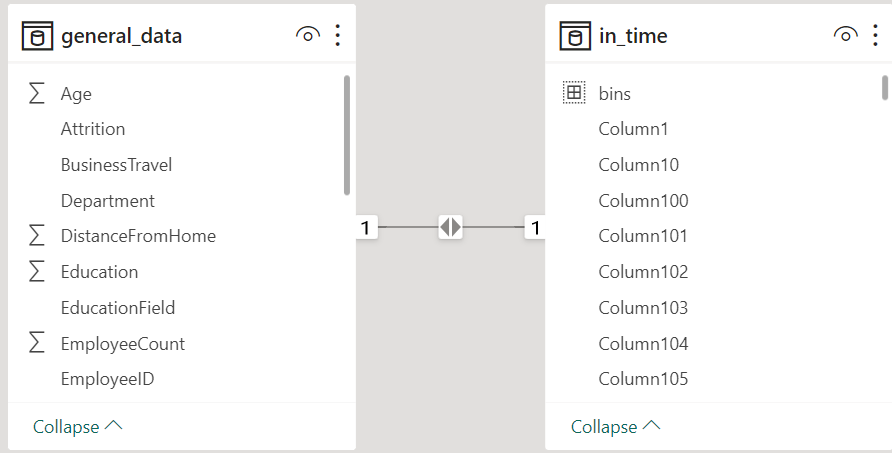 general_data
Age
Attrition
BusinessTravel
Department
DistanceFromHome
Education
EducationField
EmployeeCount
EmployeeID
Collapse
1
1
in_time
bins
Column1
Column10
Column100
Column101
Column102
Column103
Column104
Column105
Collapse